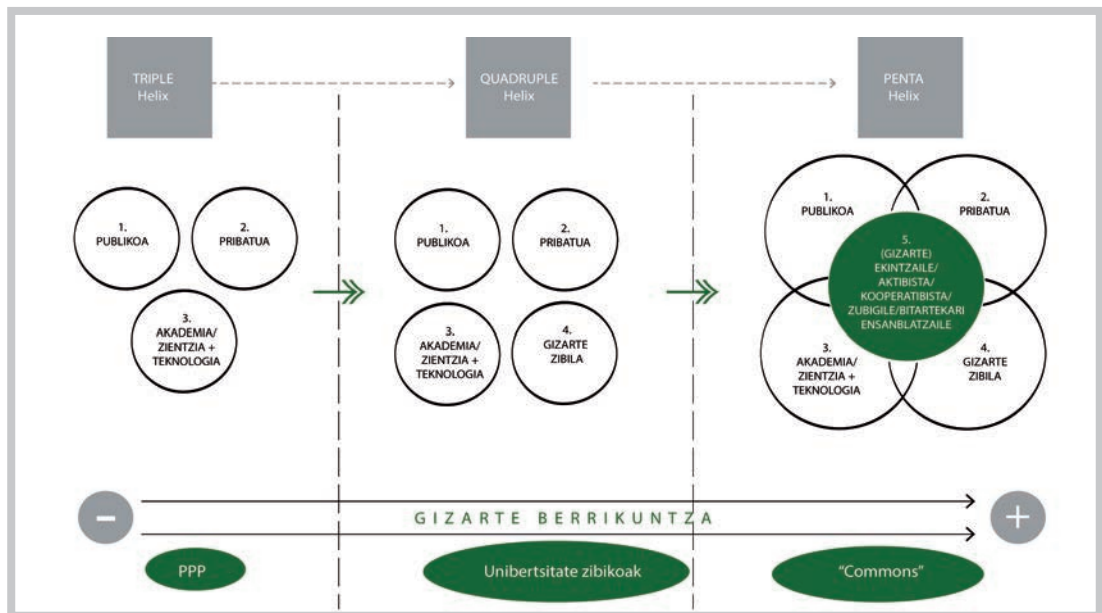 TRIPLE
Helix
QUADRUPLE
Helix
PENTA
Helix
1.
PUBLIKOA
2.
PRIBATUA
3.
AKADEMIA/
ZIENTZIA +
TEKNOLOGIA
1.
PUBLIKOA
2.
PRIBATUA
3.
AKADEMIA/
ZIENTZIA +
TEKNOLOGIA
4.
GIZARTE
ZIBILA
1.
PUBLIKOA
2.
PRIBATUA
5.
(GIZARTE)
EKINTZAILE/
AKTIBISTA/
KOOPERATIBISTA/
ZUBIGILE/BITARTEKARI
ENSANBLATZAILE
3.
AKADEMIA/
ZIENTZIA +
TEKNOLOGIA
4.
GIZARTE
ZIBILA
–
GIZARTE BERRIKUNTZA
+
PPP
Unibertsitate zibikoak
"Commons"